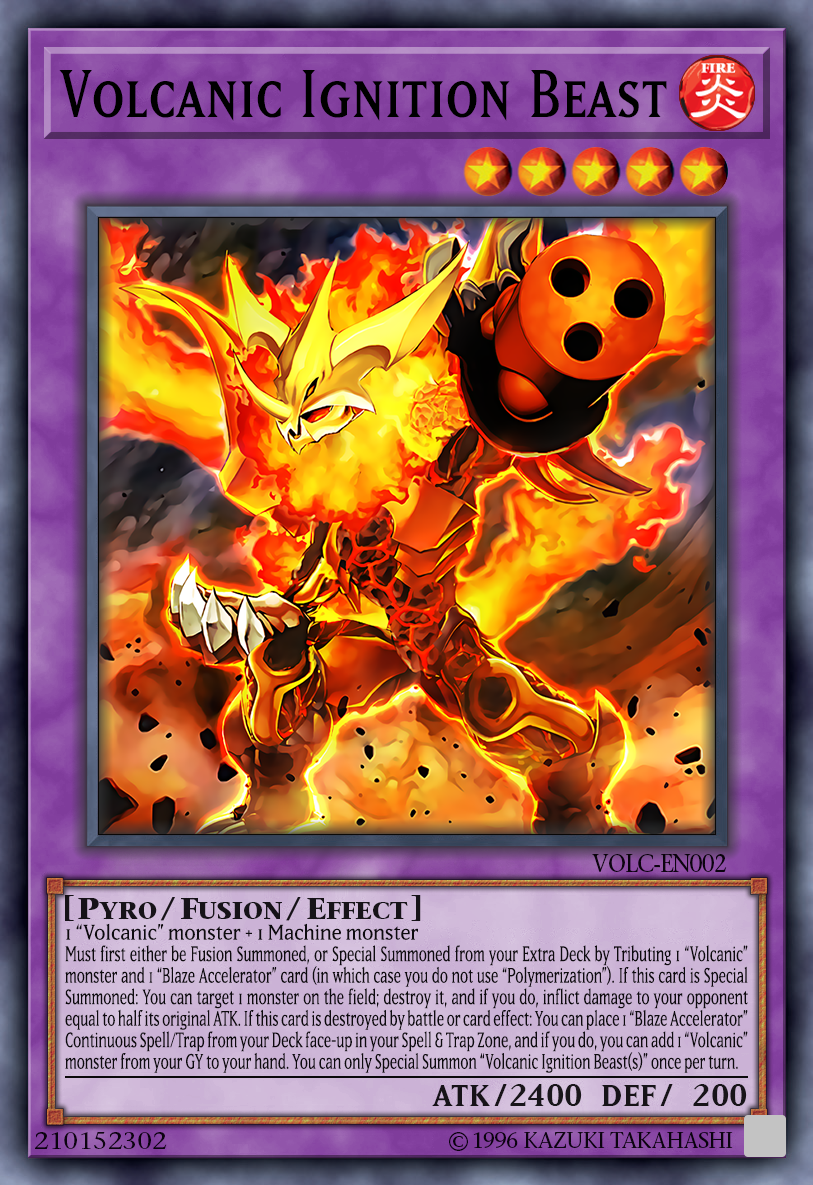 Volcanic Ignition Beast
FIRE
炎
VOLC-EN002
[Pyro/Fusion/Effect]
1 “Volcanic” monster + 1 Machine monster
Must first either be Fusion Summoned, or Special Summoned from your Extra Deck by Tributing 1 “Volcanic”
monster and 1 “Blaze Accelerator” card (in which case you do not use “Polymerization”). If this card is Special
Summoned: You can target 1 monster on the field; destroy it, and if you do, inflict damage to your opponent
equal to half its original ATK. If this card is destroyed by battle or card effect: You can place 1 “Blaze Accelerator”
Continuous Spell/Trap from your Deck face-up in your Spell & Trap Zone, and if you do, you can add 1 “Volcanic”
monster from your GY to your hand. You can only Special Summon “Volcanic Ignition Beast(s)” once per turn.
ATK/2400 DEF/ 200
210152302
© 1996 KAZUKI TAKAHASHI